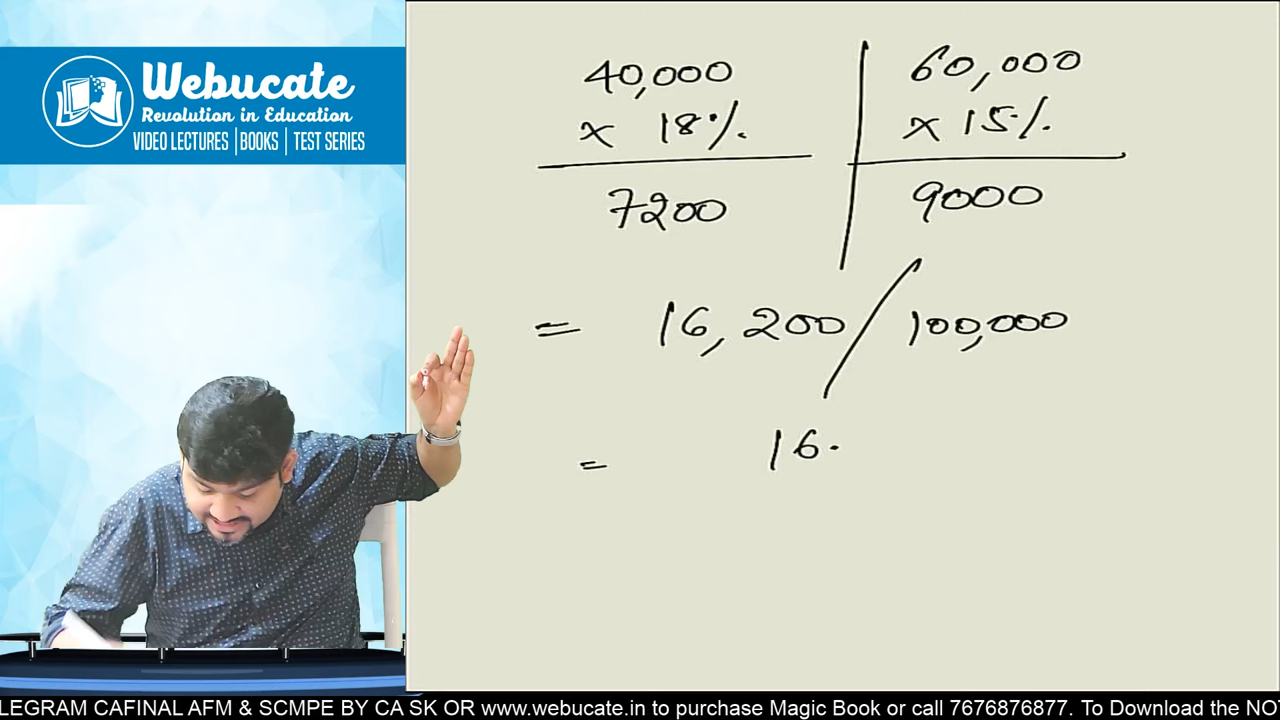 Webucate
Revolution in Education
VIDEO LECTURES | BOOKS | TEST SERIES
40,000
x 18%
7200
60,000
x 15%
9000
= 16,200 / 100,000
= 16.
LEGRAM CAFINAL AFM & SCMPE BY CA SK OR www.webucate.in to purchase Magic Book or call 7676876877. To Download the NO